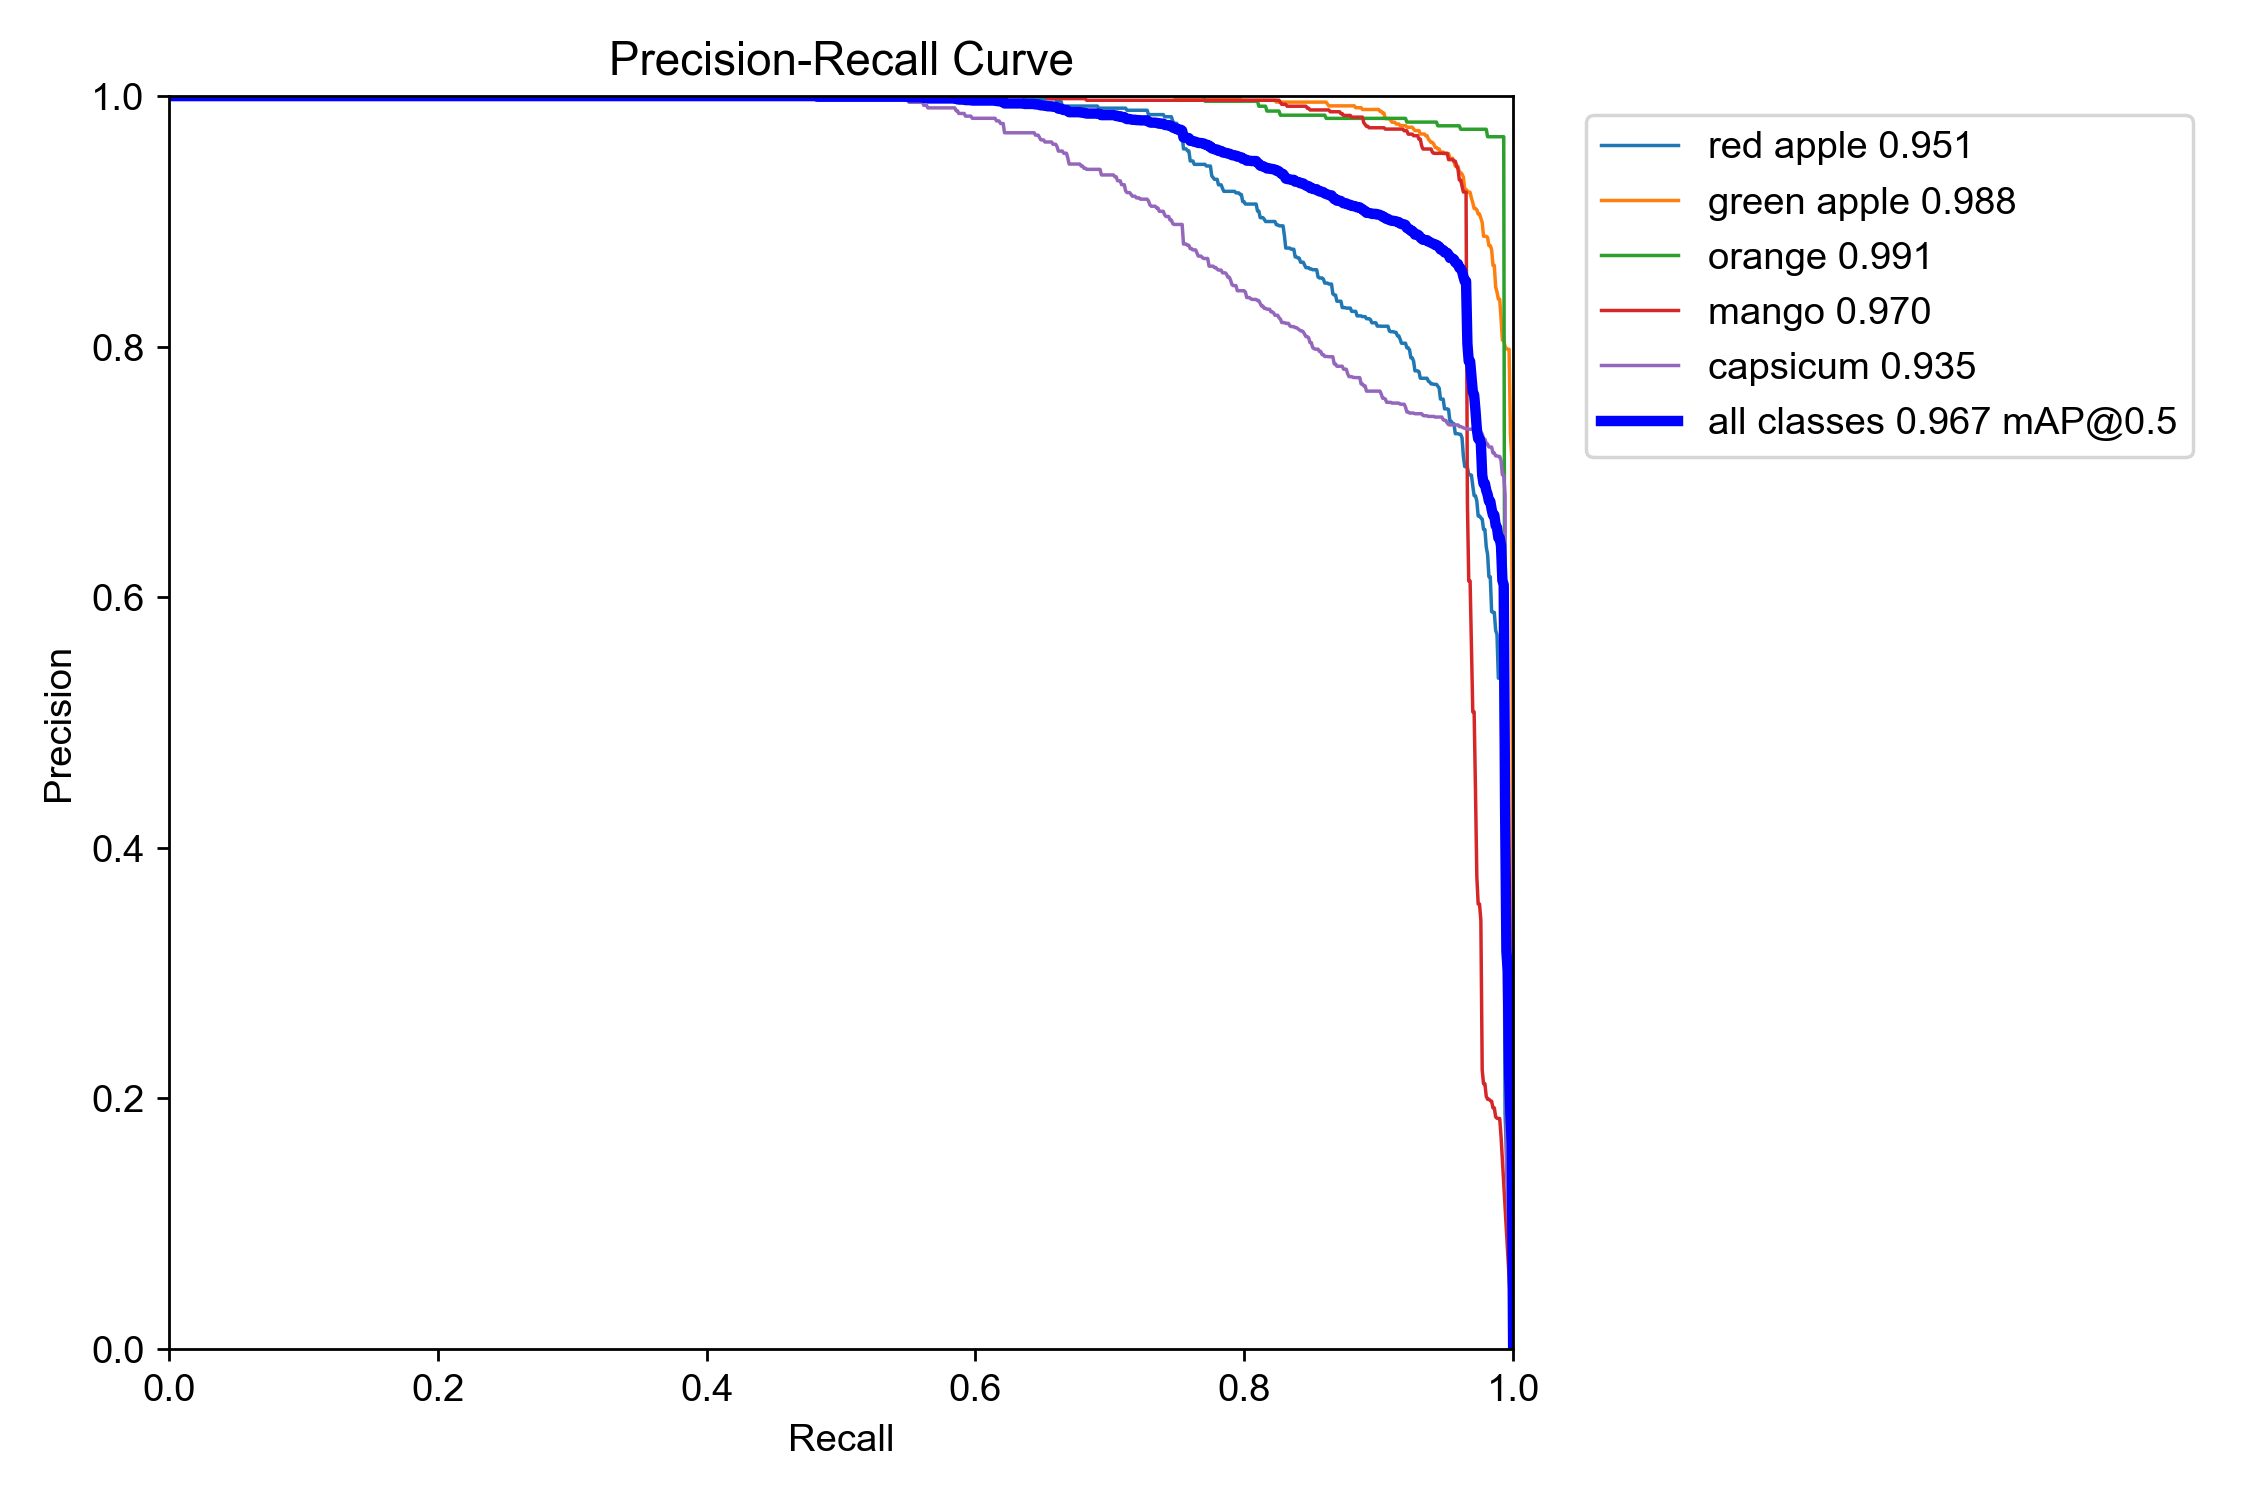 Precision-Recall Curve
1.0
0.8
0.6
0.4
0.2
0.0
Precision
0.0 0.2 0.4 0.6 0.8 1.0
Recall
red apple 0.951
green apple 0.988
orange 0.991
mango 0.970
capsicum 0.935
all classes 0.967 mAP@0.5